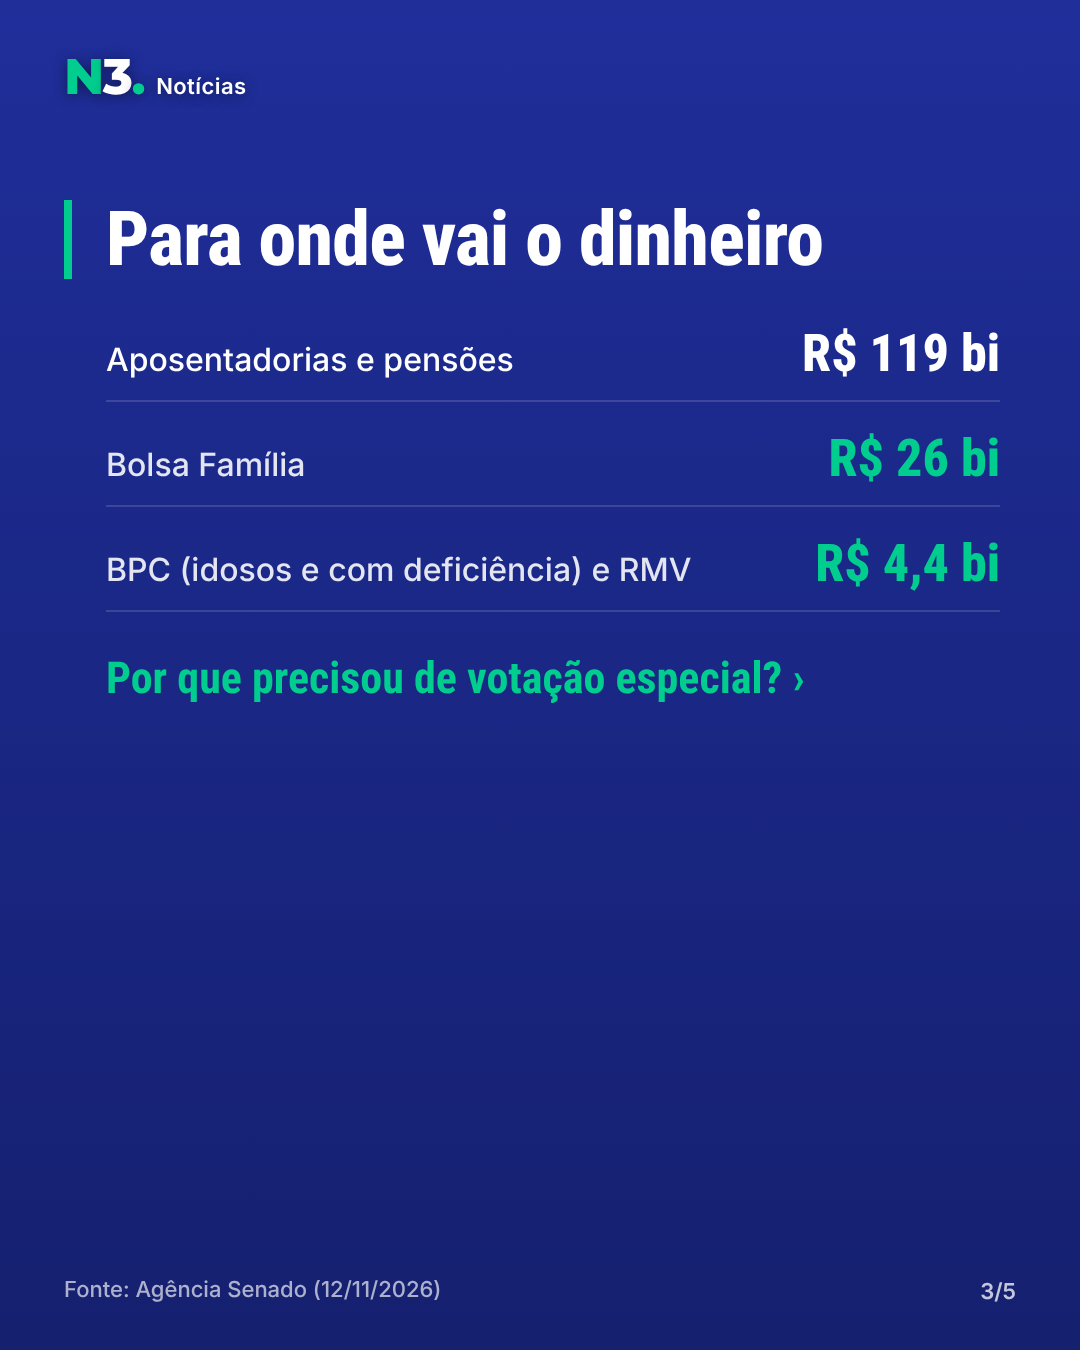 N3. Notícias
Para onde vai o dinheiro
Aposentadorias e pensões R$ 119 bi
Bolsa Família R$ 26 bi
BPC (idosos e com deficiência) e RMV R$ 4,4 bi
Por que precisou de votação especial? ›
Fonte: Agência Senado (12/11/2026) 3/5